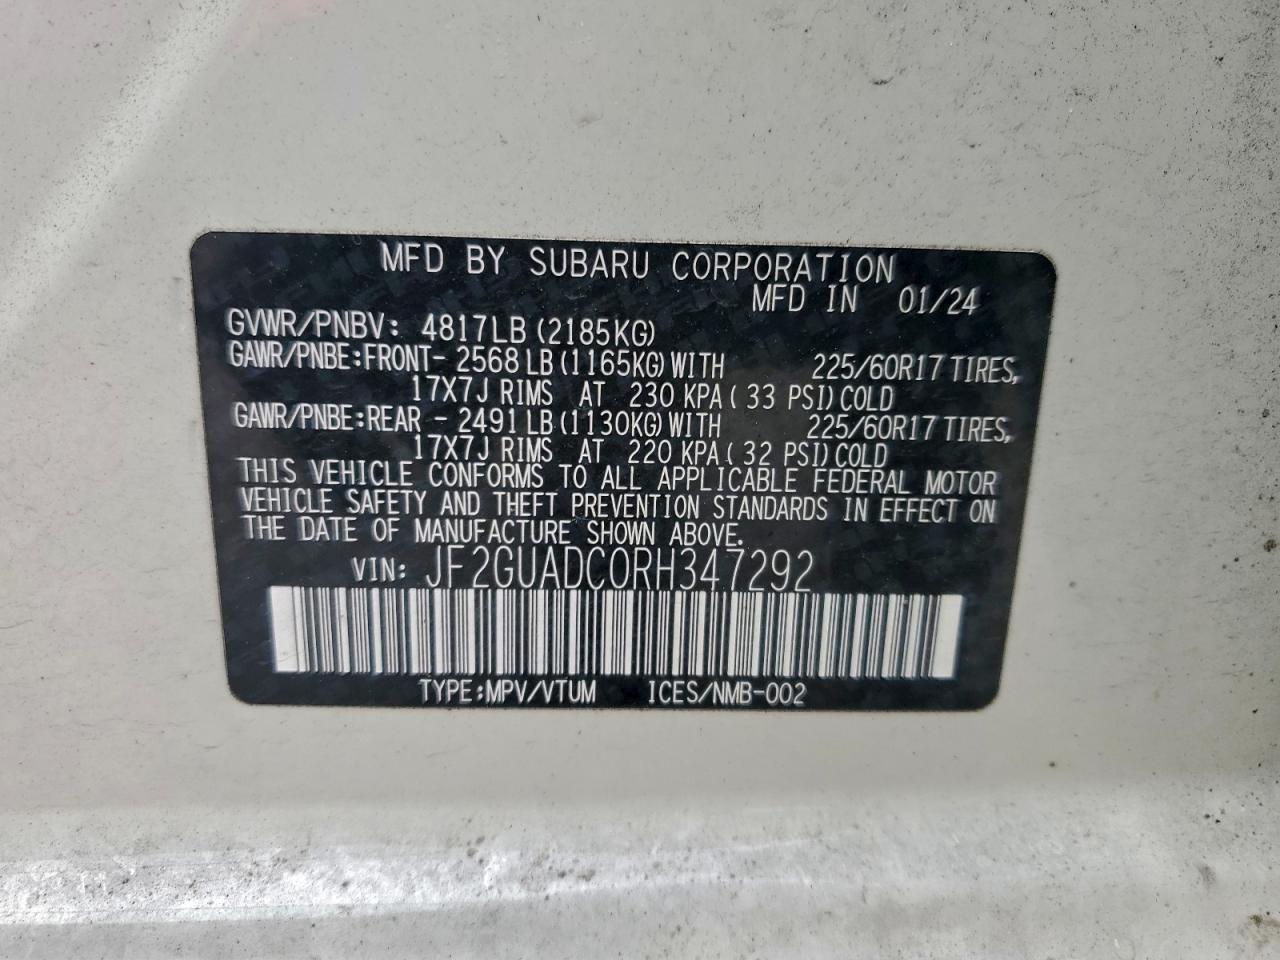 MFD BY SUBARU CORPORATION
MFD IN 01/24
GVWR/PNBV: 4817LB (2185KG)
GAWR/PNBE:FRONT- 2568 LB (1165KG) WITH 225/60R17 TIRES,
17X7J RIMS AT 230 KPA ( 33 PSI) COLD
GAWR/PNBE:REAR - 2491 LB (1130KG) WITH 225/60R17 TIRES,
17X7J RIMS AT 220 KPA ( 32 PSI) COLD
THIS VEHICLE CONFORMS TO ALL APPLICABLE FEDERAL MOTOR
VEHICLE SAFETY AND THEFT PREVENTION STANDARDS IN EFFECT ON
THE DATE OF MANUFACTURE SHOWN ABOVE.
VIN: JF2GUADC0RH347292
TYPE:MPV/VTUM ICES/NMB-002